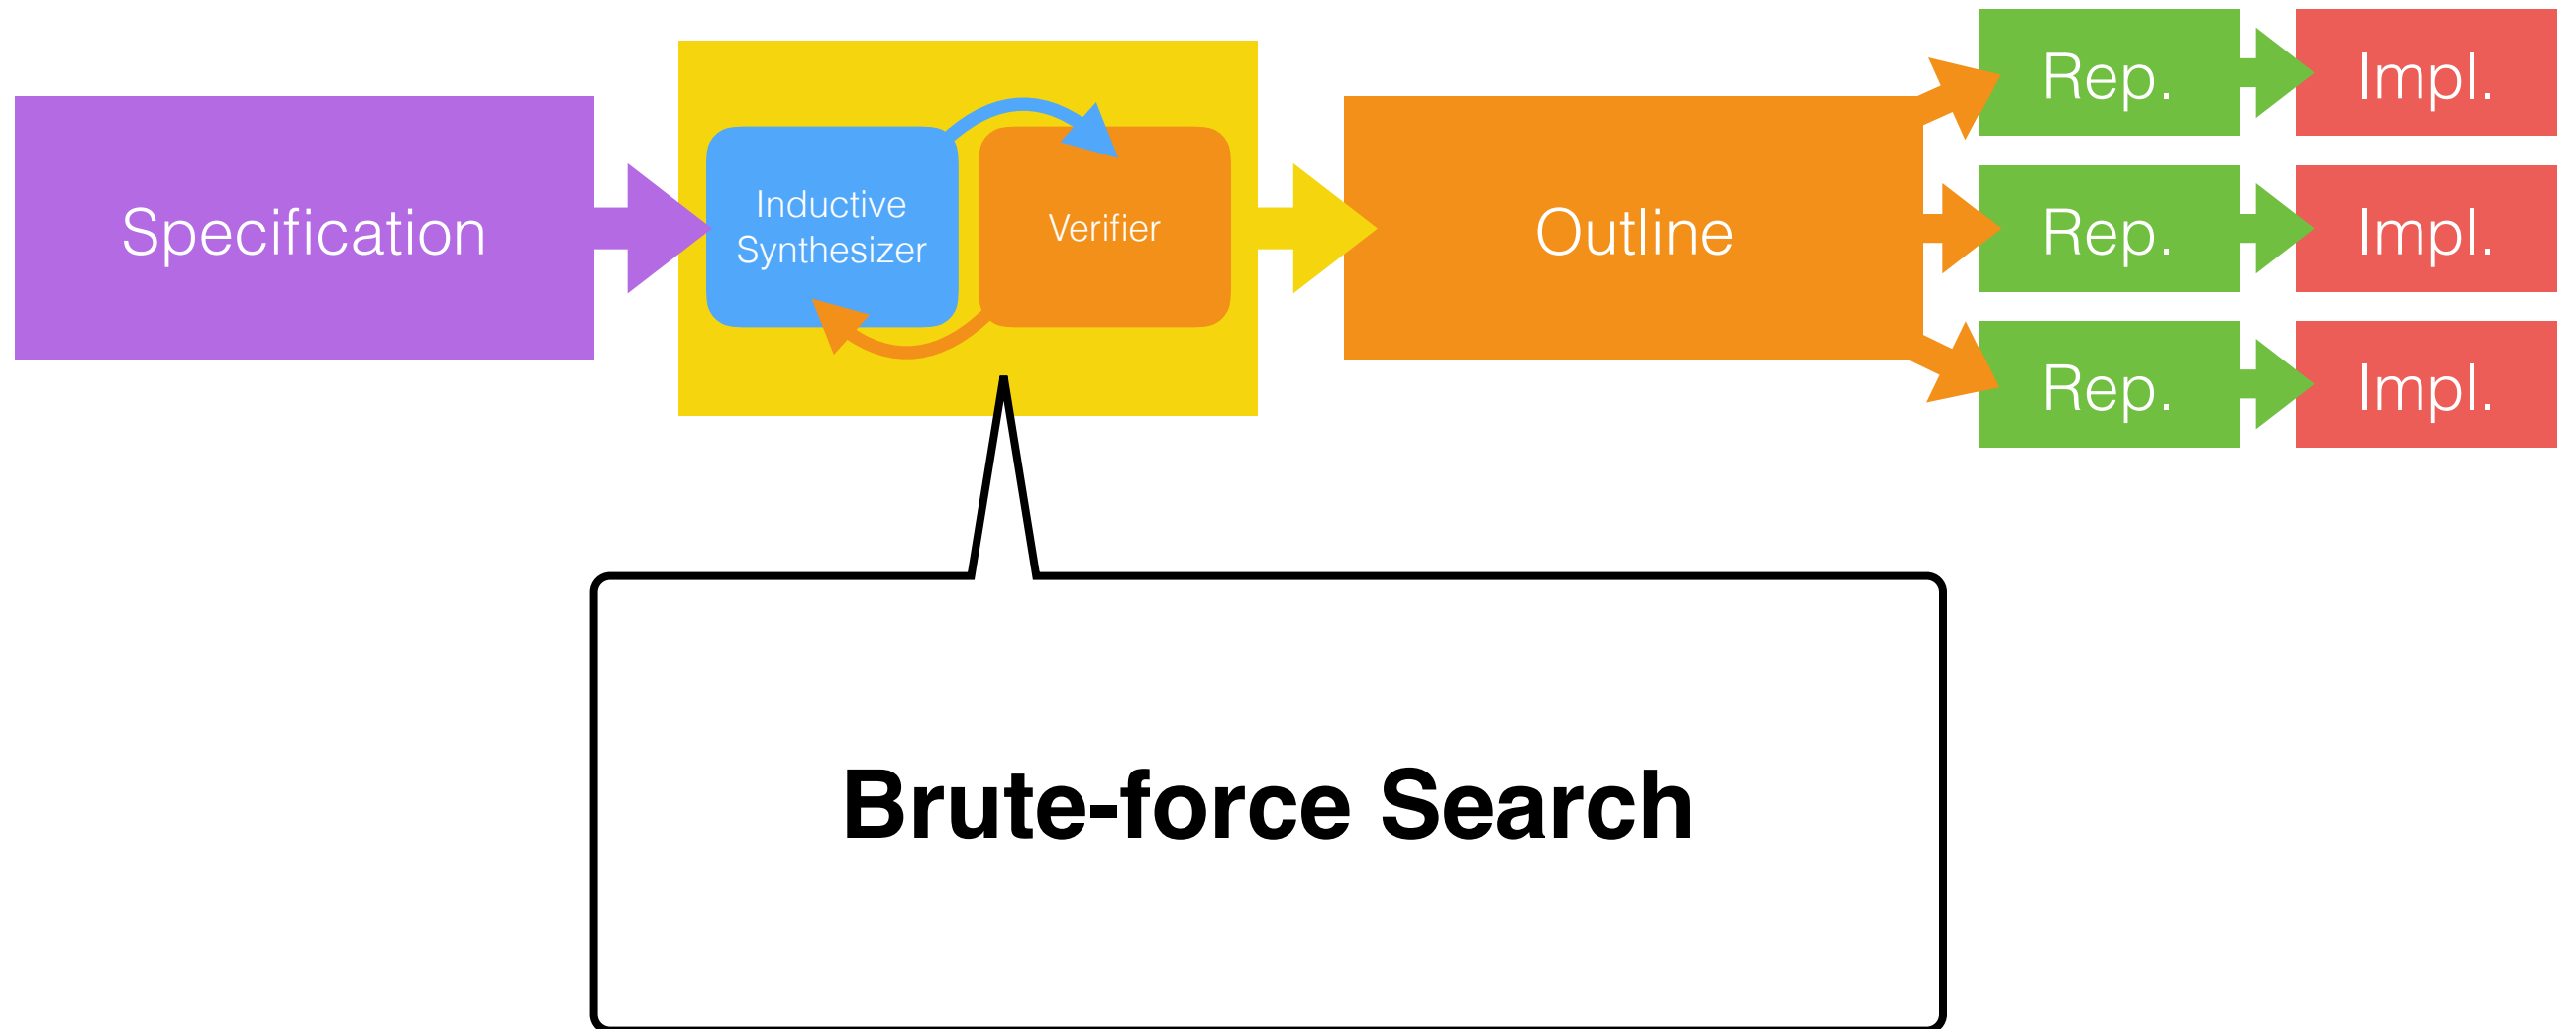 Specification
Inductive
Synthesizer
Verifier
Outline
Rep.
Impl.
Rep.
Impl.
Rep.
Impl.
Brute-force Search